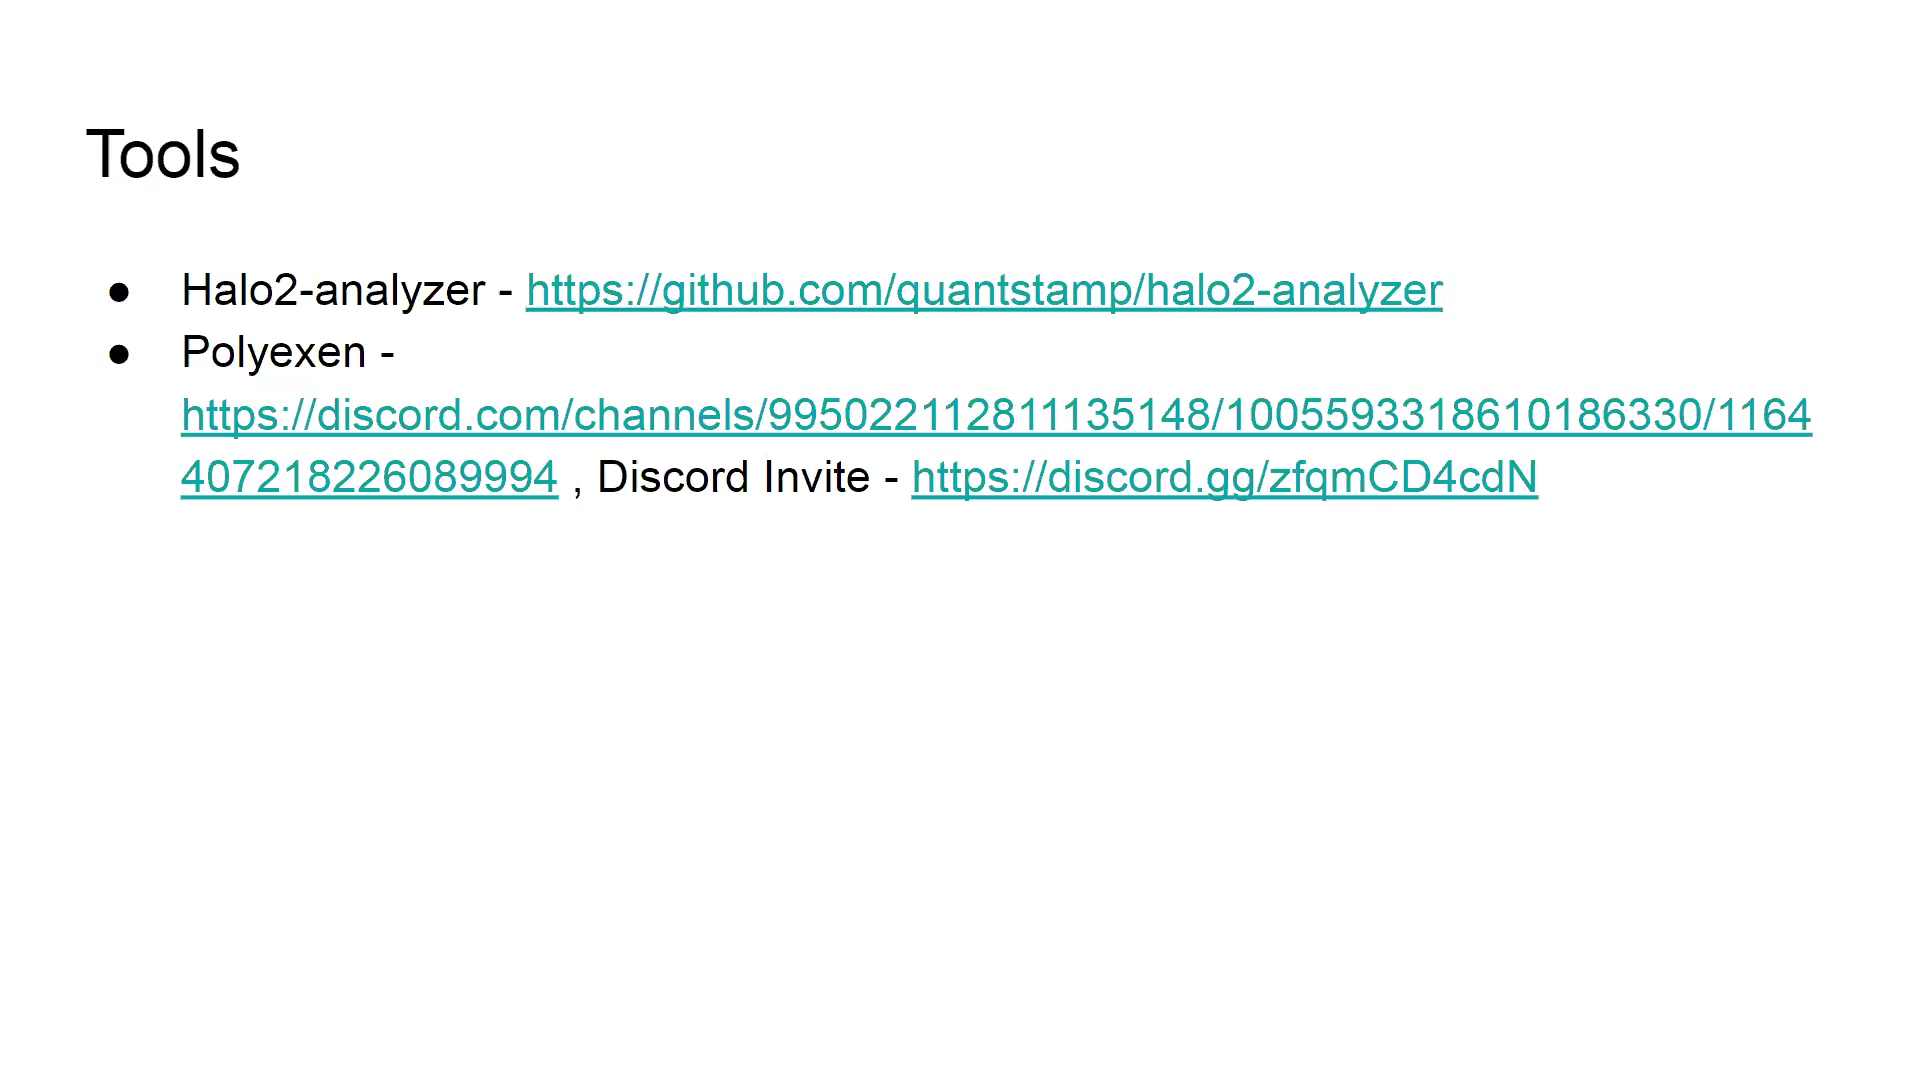 Tools
● Halo2-analyzer - https://github.com/quantstamp/halo2-analyzer
● Polyexen -
https://discord.com/channels/995022112811135148/1005593318610186330/1164
407218226089994 , Discord Invite - https://discord.gg/zfqmCD4cdN